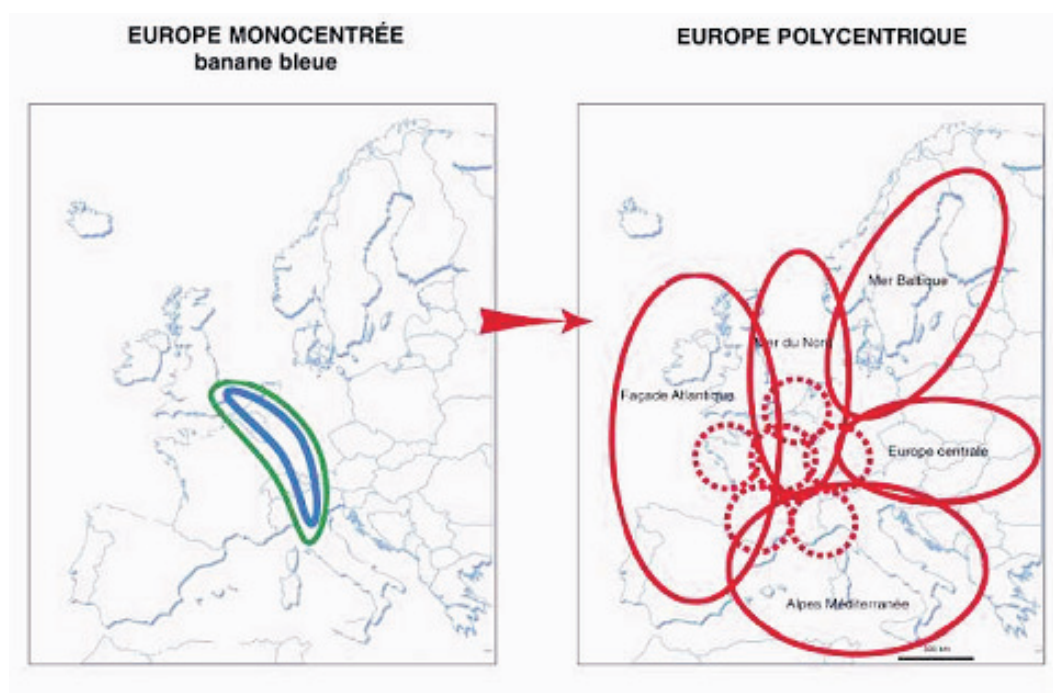 EUROPE MONOCENTRÉE
banane bleue
EUROPE POLYCENTRIQUE
Mer Baltique
Mer du Nord
Façade Atlantique
Europe centrale
Alpes Méditerranée